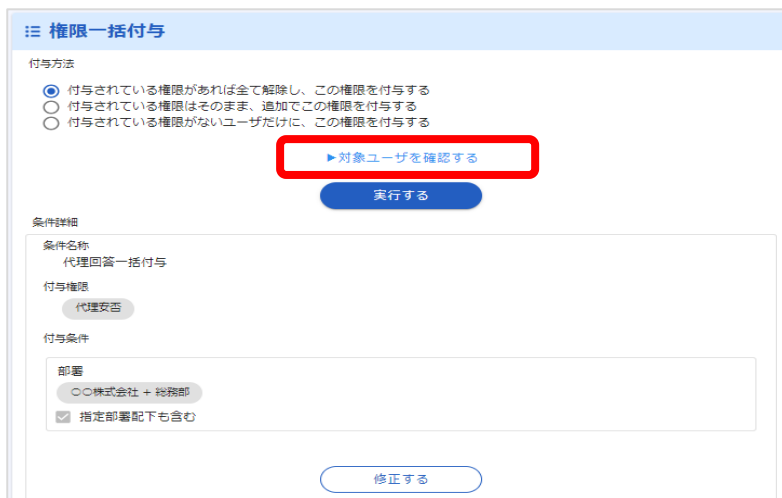 権限一括付与
付与方法
付与されている権限があれば全て解除し、この権限を付与する
付与されている権限はそのまま、追加でこの権限を付与する
付与されている権限がないユーザだけに、この権限を付与する
▶対象ユーザを確認する
実行する
条件詳細
条件名称
代理回答一括付与
付与権限
代理安否
付与条件
部署
〇〇株式会社 + 総務部
指定部署配下も含む
修正する